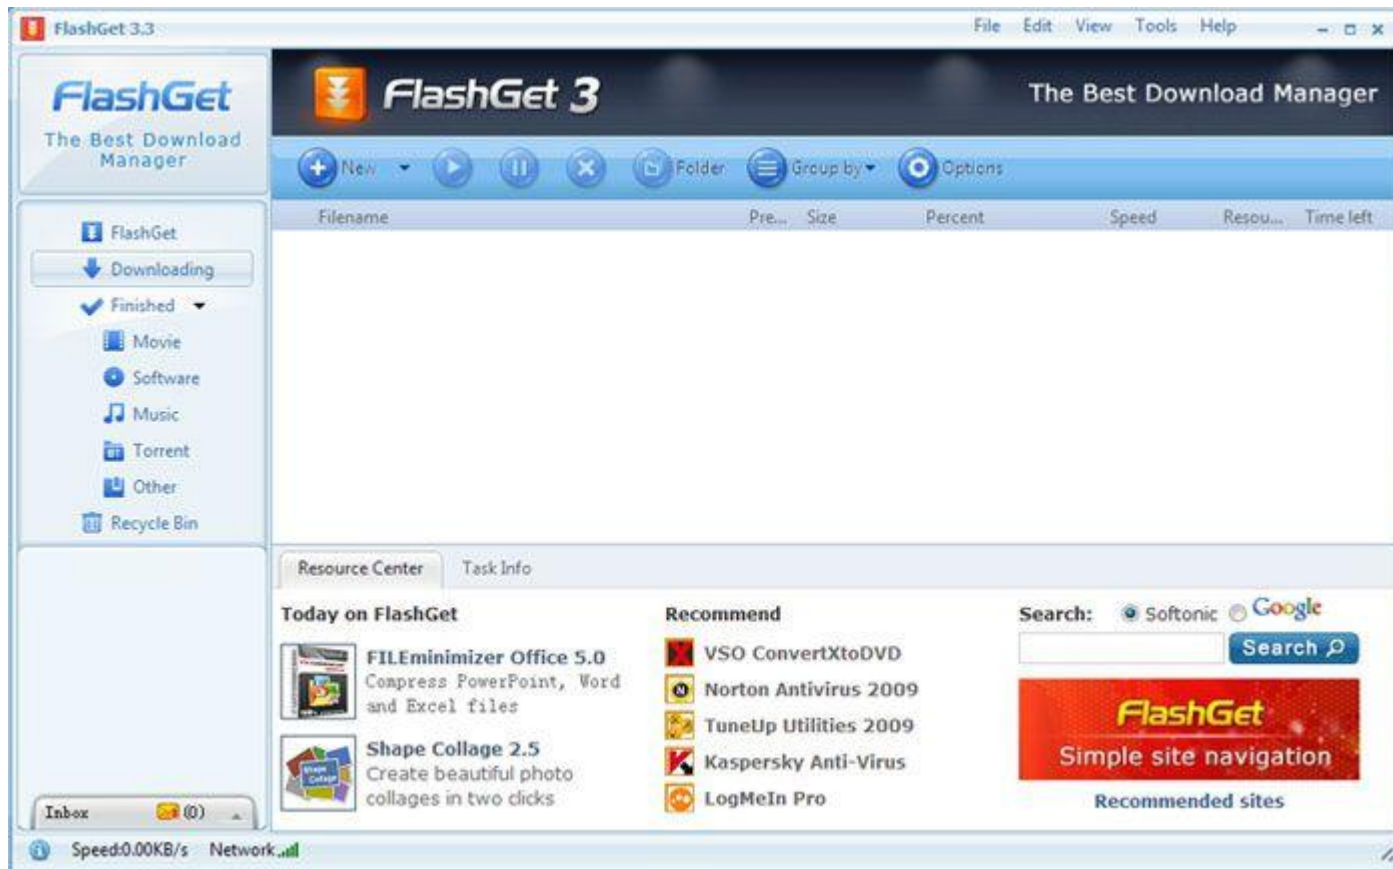 FlashGet 3.3
File Edit View Tools Help
FlashGet
The Best Download
Manager
FlashGet 3
The Best Download Manager
New
Folder
Group by
Options
Filename Pre... Size Percent Speed Resou... Time left
FlashGet
Downloading
Finished
Movie
Software
Music
Torrent
Other
Recycle Bin
Resource Center Task Info
Today on FlashGet
FILEminimizer Office 5.0
Compress PowerPoint, Word
and Excel files
Shape Collage 2.5
Create beautiful photo
collages in two clicks
Recommend
VSO ConvertXtoDVD
Norton Antivirus 2009
TuneUp Utilities 2009
Kaspersky Anti-Virus
LogMeIn Pro
Search: Softonic Google
Search
FlashGet
Simple site navigation
Recommended sites
Inbox (0)
Speed:0.00KB/s Network